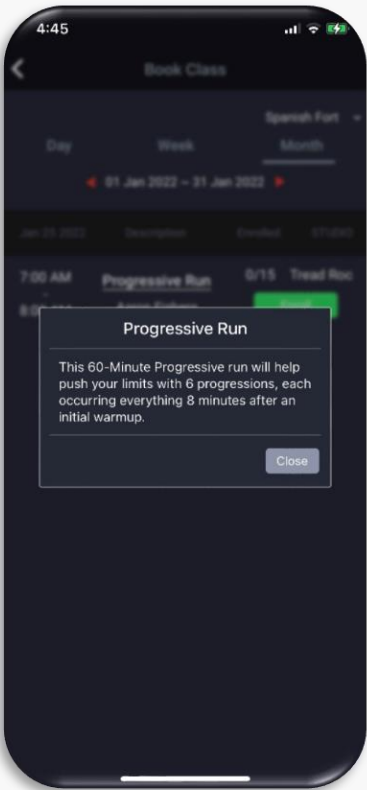 4:45
Book Class
Spanish Fort
Day Week Month
01 Jan 2022 ~ 31 Jan 2022
Description Enrolled
7:00 AM Progressive Run 0/15 Tread Roo
Progressive Run
This 60-Minute Progressive run will help
push your limits with 6 progressions, each
occurring everything 8 minutes after an
initial warmup.
Close